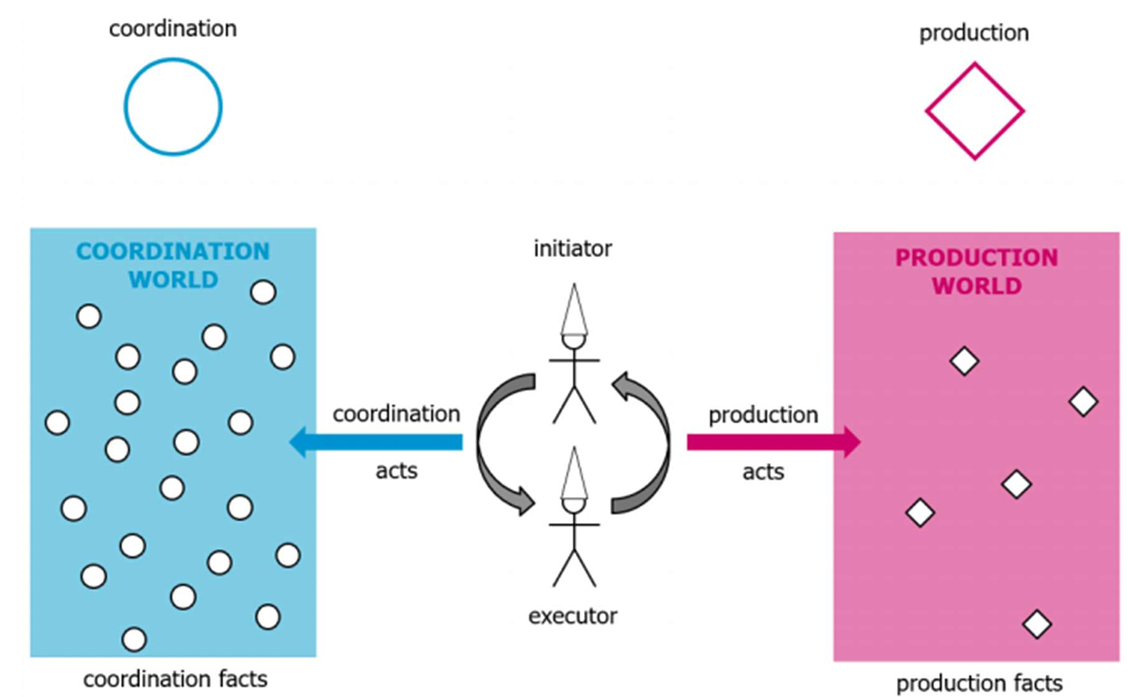 coordination
production
COORDINATION
WORLD
initiator
PRODUCTION
WORLD
coordination
acts
production
acts
executor
coordination facts
production facts